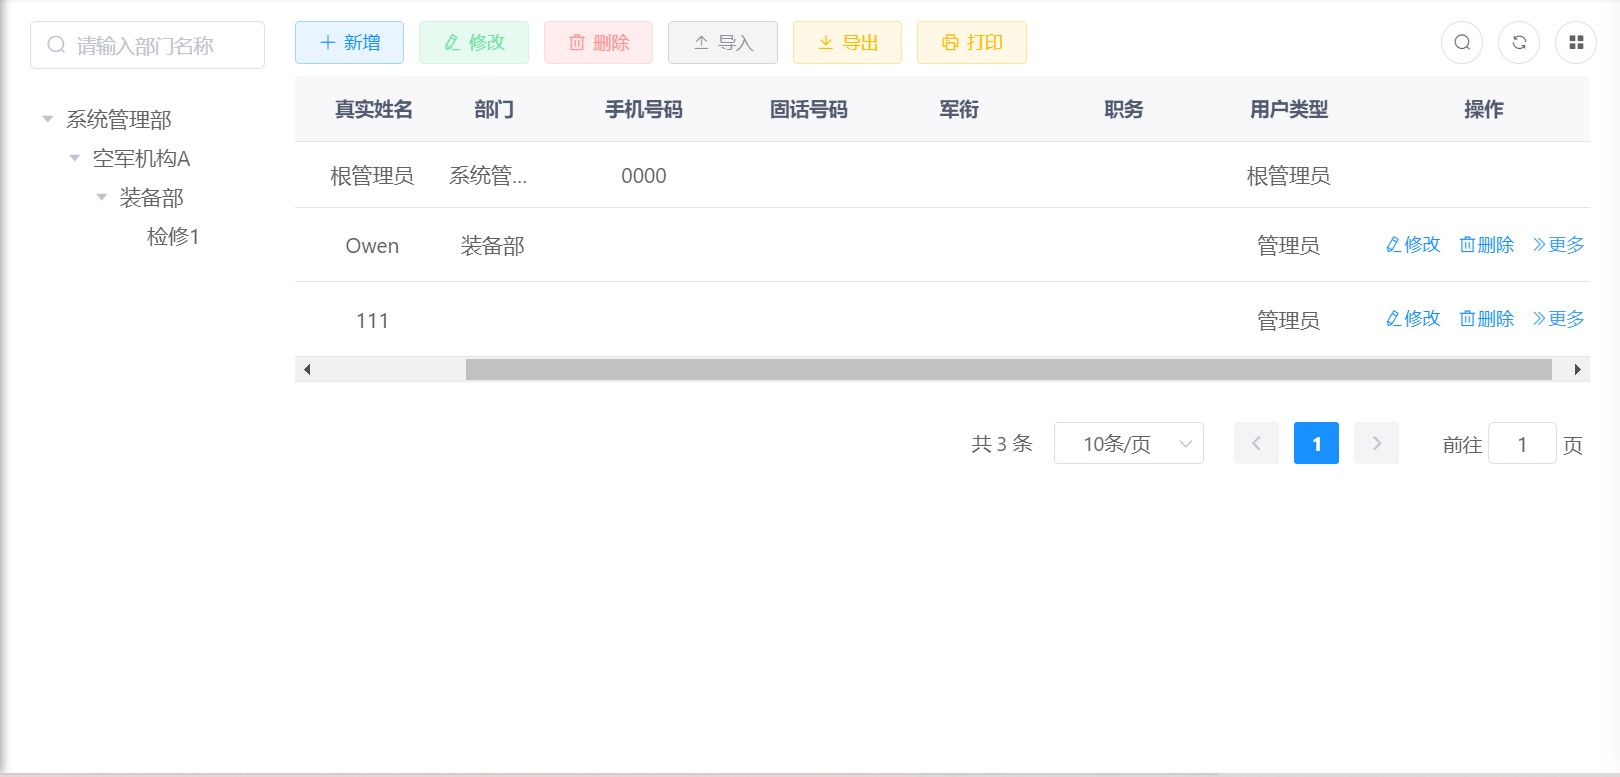 请输入部门名称
系统管理部
空军机构A
装备部
检修1
新增 修改 删除 导入 导出 打印
真实姓名 部门 手机号码 固话号码 军衔 职务 用户类型 操作
根管理员 系统管... 0000 根管理员
Owen 装备部 管理员 修改 删除 更多
111 管理员 修改 删除 更多
共 3 条 10条/页 1 前往 1 页